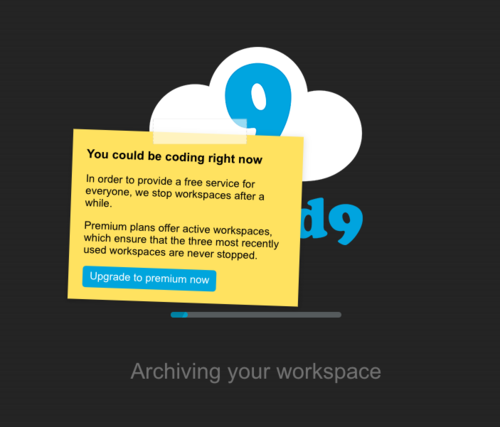 9
You could be coding right now
In order to provide a free service for
everyone, we stop workspaces after a
while.
Premium plans offer active workspaces,
which ensure that the three most recently
used workspaces are never stopped.
Upgrade to premium now
d9
Archiving your workspace